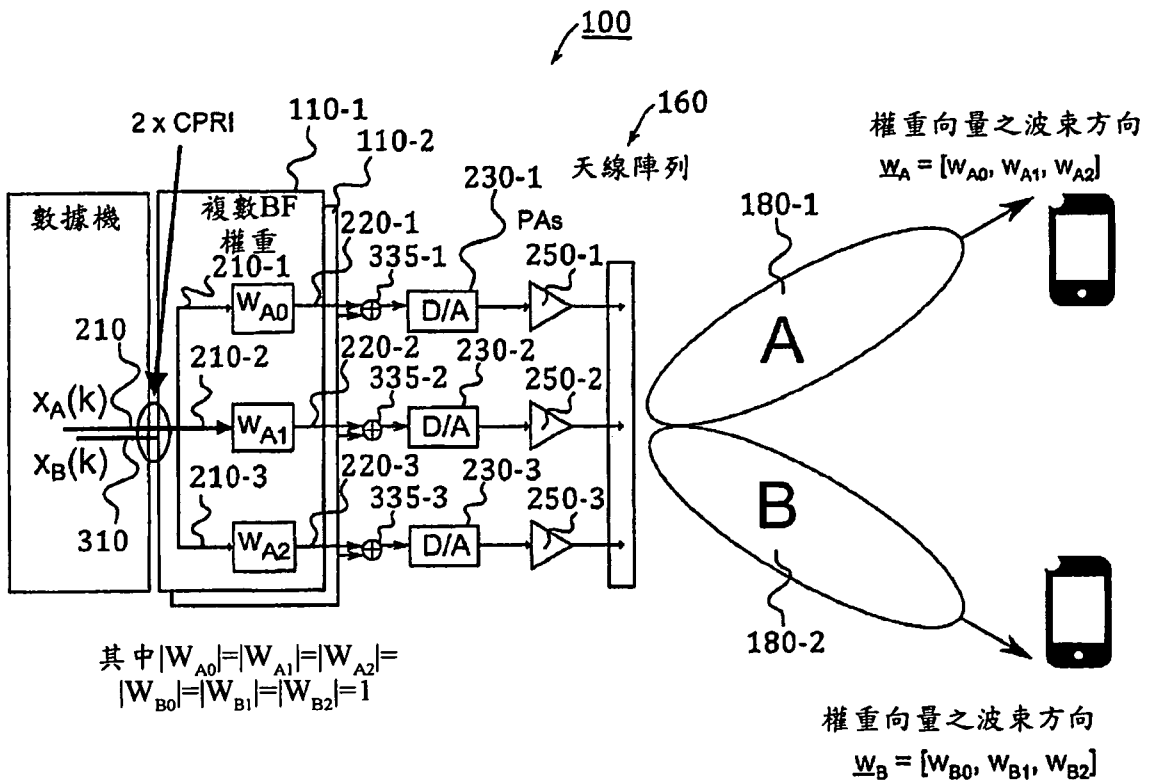 100
160
天線陣列
2 x CPRI
110-1
110-2
數據機
複數BF
權重
210-1
220-1
335-1
230-1
PAs
250-1
W_A0
D/A
210
210-2
220-2
335-2
230-2
250-2
X_A(k)
W_A1
D/A
X_B(k)
310
210-3
220-3
335-3
230-3
250-3
W_A2
D/A
其中|W_A0|=|W_A1|=|W_A2|=
|W_B0|=|W_B1|=|W_B2|=1
180-1
A
B
180-2
權重向量之波束方向
w_A = [w_A0, w_A1, w_A2]
權重向量之波束方向
w_B = [w_B0, w_B1, w_B2]